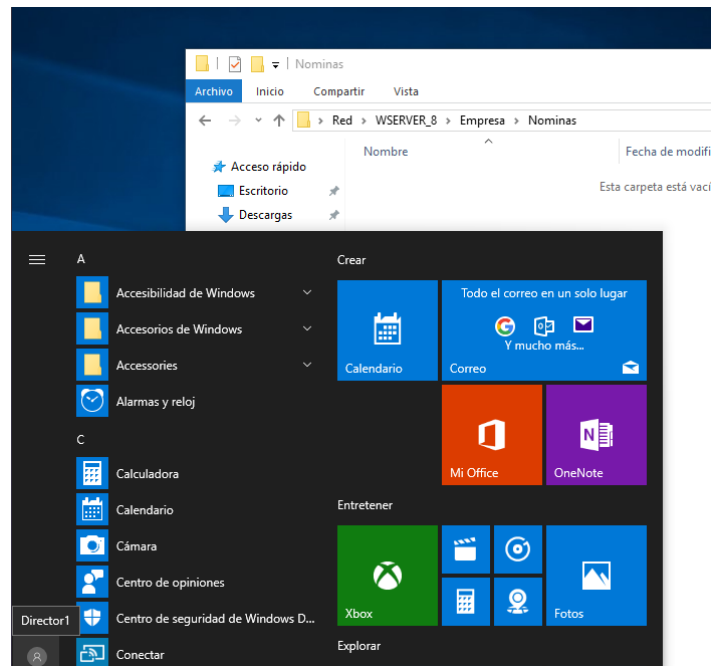 Nominas
Archivo Inicio Compartir Vista
Red > WSERVER_8 > Empresa > Nominas
Nombre Fecha de modifi
Acceso rápido
Esta carpeta está vací
Escritorio
Descargas
A
Accesibilidad de Windows
Accesorios de Windows
Accessories
Alarmas y reloj
C
Calculadora
Calendario
Cámara
Centro de opiniones
Centro de seguridad de Windows D...
Conectar
Director1
Crear
Calendario
Todo el correo en un solo lugar
Y mucho más...
Correo
Mi Office
OneNote
Entretener
Xbox
Fotos
Explorar